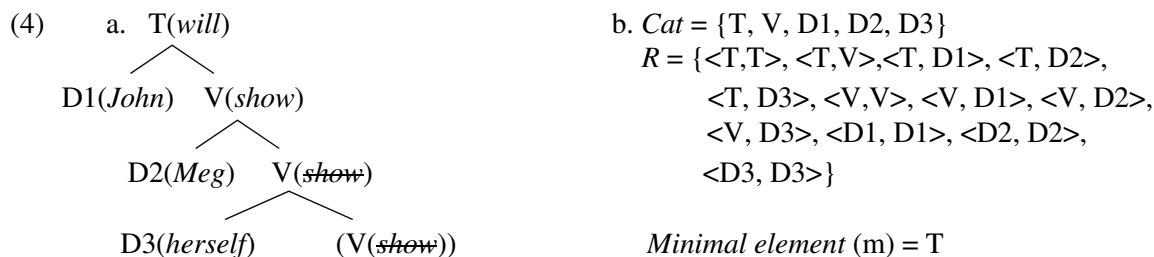 (4) a. T(will) b. Cat = {T, V, D1, D2, D3}
R = {<T,T>, <T,V>,<T, D1>, <T, D2>,
D1(John) V(show) <T, D3>, <V,V>, <V, D1>, <V, D2>,
<V, D3>, <D1, D1>, <D2, D2>,
D2(Meg) V(show) <D3, D3>}
D3(herself) (V(show)) Minimal element (m) = T